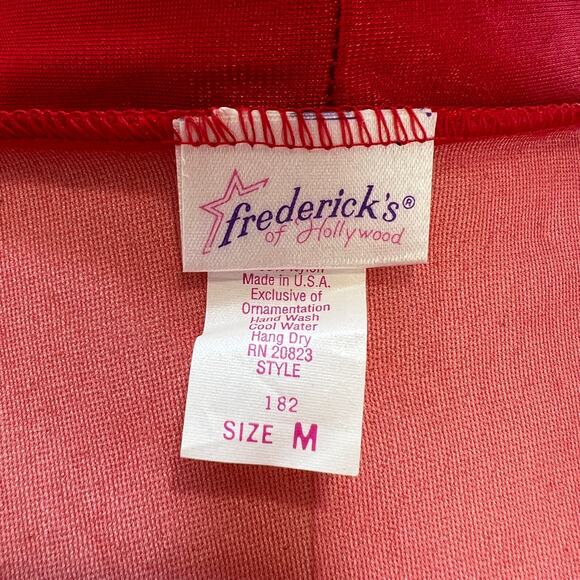 frederick's®
of Hollywood
Nylon
Made in U.S.A.
Exclusive of
Ornamentation
Hand Wash
Cool Water
Hang Dry
RN 20823
STYLE
182
SIZE M